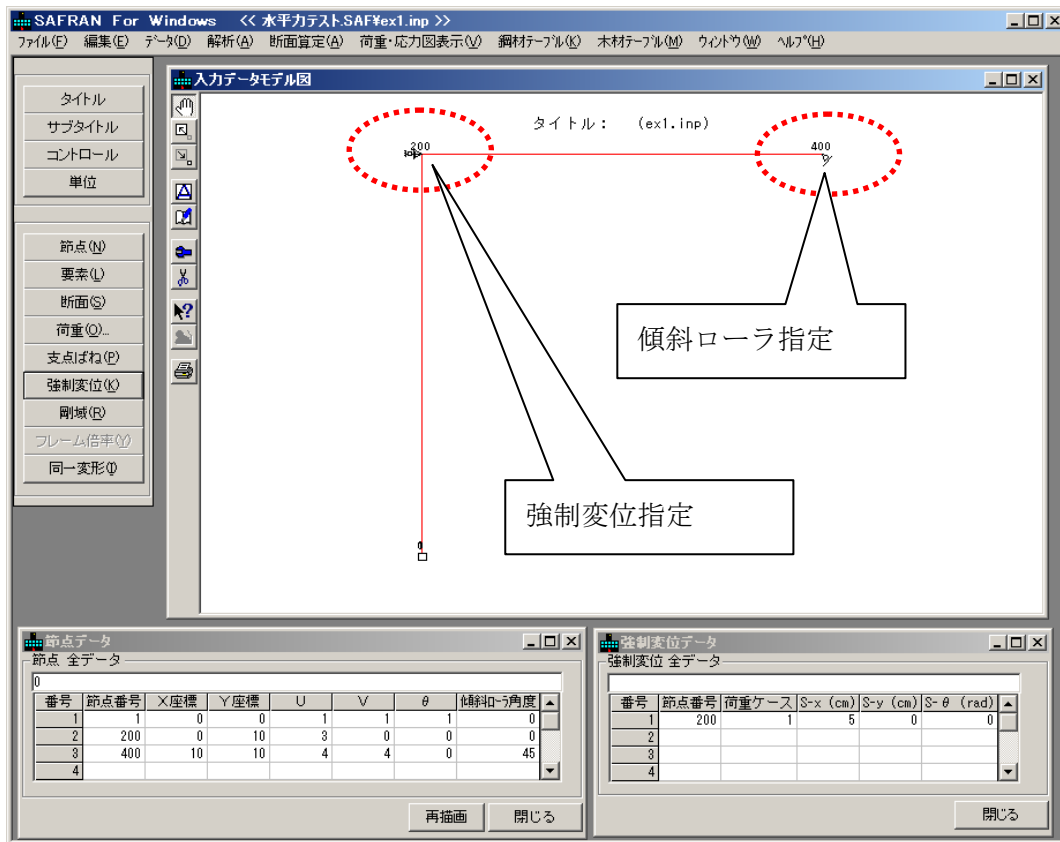 SAFRAN For Windows << 水平力テスト.SAF¥ex1.inp >>
ファイル(F) 編集(E) データ(D) 解析(A) 断面算定(A) 荷重・応力図表示(V) 鋼材テーブル(K) 木材テーブル(M) ウィンドウ(W) ヘルプ(H)
タイトル
サブタイトル
コントロール
単位
節点(N)
要素(L)
断面(S)
荷重(O)...
支点ばね(P)
強制変位(K)
剛域(R)
フレーム倍率(Y)
同一変形(I)
入力データモデル図
タイトル: (ex1.inp)
200
400
傾斜ローラ指定
強制変位指定
節点データ
節点 全データ
0
番号 節点番号 X座標 Y座標 U V θ 傾斜ローラ角度
1 1 0 0 1 1 1 0
2 200 0 10 3 0 0 0
3 400 10 10 4 4 0 45
4
再描画 閉じる
強制変位データ
強制変位 全データ
番号 節点番号 荷重ケース S-x (cm) S-y (cm) S-θ (rad)
1 200 1 5 0 0
2
3
4
閉じる